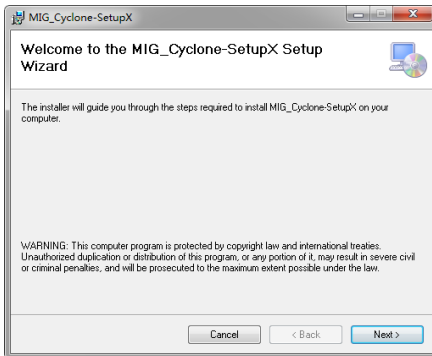 MIG_Cyclone-SetupX
Welcome to the MIG_Cyclone-SetupX Setup
Wizard
The installer will guide you through the steps required to install MIG_Cyclone-SetupX on your
computer.
WARNING: This computer program is protected by copyright law and international treaties.
Unauthorized duplication or distribution of this program, or any portion of it, may result in severe civil
or criminal penalties, and will be prosecuted to the maximum extent possible under the law.
Cancel
< Back
Next >